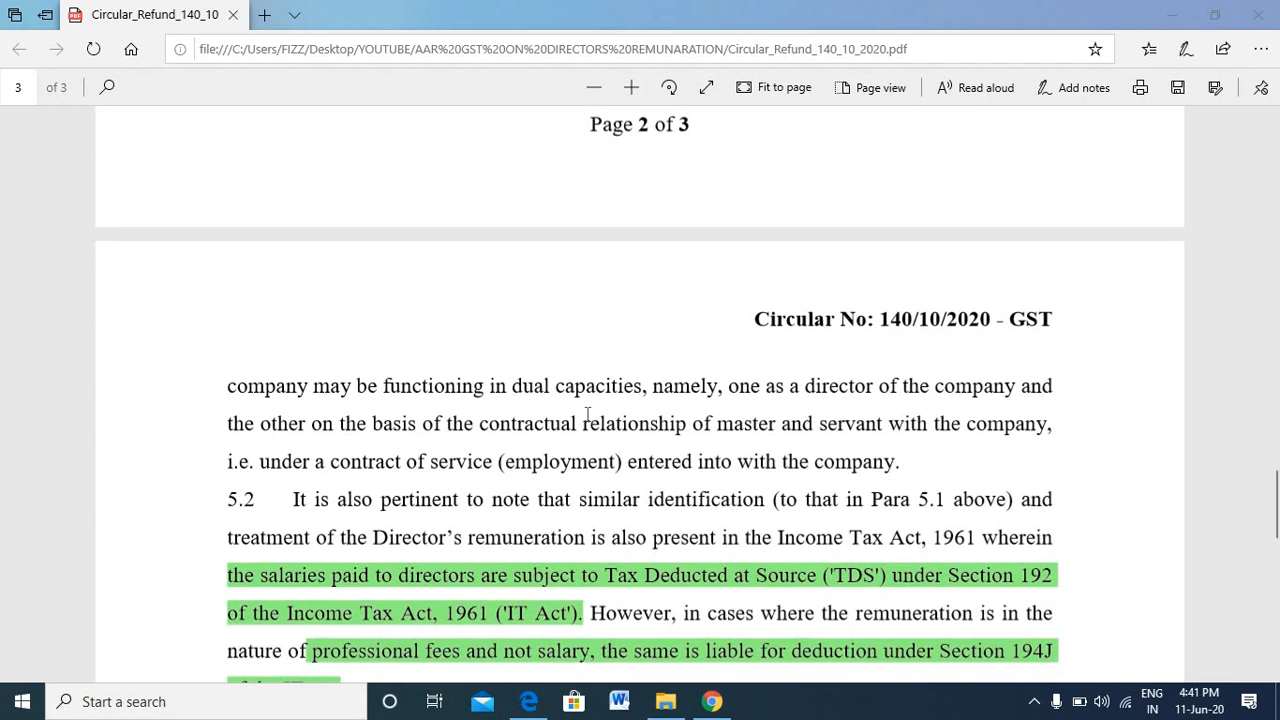 Circular_Refund_140_10
file:///C:/Users/FIZZ/Desktop/YOUTUBE/AAR%20GST%20ON%20DIRECTORS%20REMUNARATION/Circular_Refund_140_10_2020.pdf
3 of 3
Fit to page
Page view
Read aloud
Add notes
Page 2 of 3
Circular No: 140/10/2020 - GST
company may be functioning in dual capacities, namely, one as a director of the company and
the other on the basis of the contractual relationship of master and servant with the company,
i.e. under a contract of service (employment) entered into with the company.
5.2 It is also pertinent to note that similar identification (to that in Para 5.1 above) and
treatment of the Director's remuneration is also present in the Income Tax Act, 1961 wherein
the salaries paid to directors are subject to Tax Deducted at Source ('TDS') under Section 192
of the Income Tax Act, 1961 ('IT Act'). However, in cases where the remuneration is in the
nature of professional fees and not salary, the same is liable for deduction under Section 194J
Start a search
ENG
IN
4:41 PM
11-Jun-20